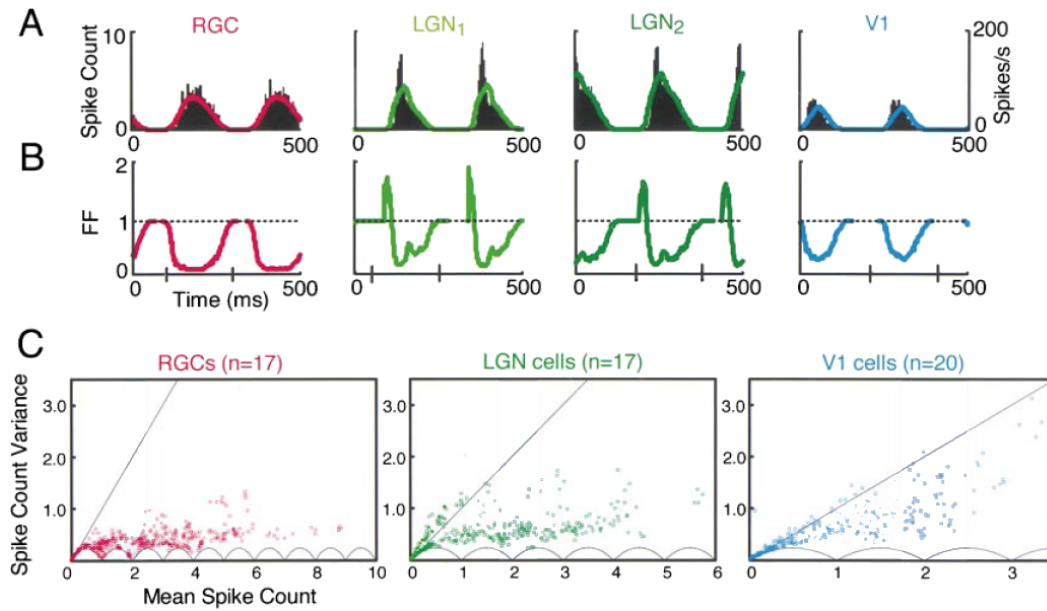 A
RGC
LGN1
LGN2
V1
Spike Count
10
0
0 500
0 500
0 500
0 500
200
0
Spikes/s
B
FF
2
1
0
0 500
0 500
0 500
0 500
Time (ms)
C
RGCs (n=17)
LGN cells (n=17)
V1 cells (n=20)
Spike Count Variance
3.0
2.0
1.0
0 2 4 6 8 10
3.0
2.0
1.0
0 1 2 3 4 5 6
3.0
2.0
1.0
0 1 2 3
Mean Spike Count